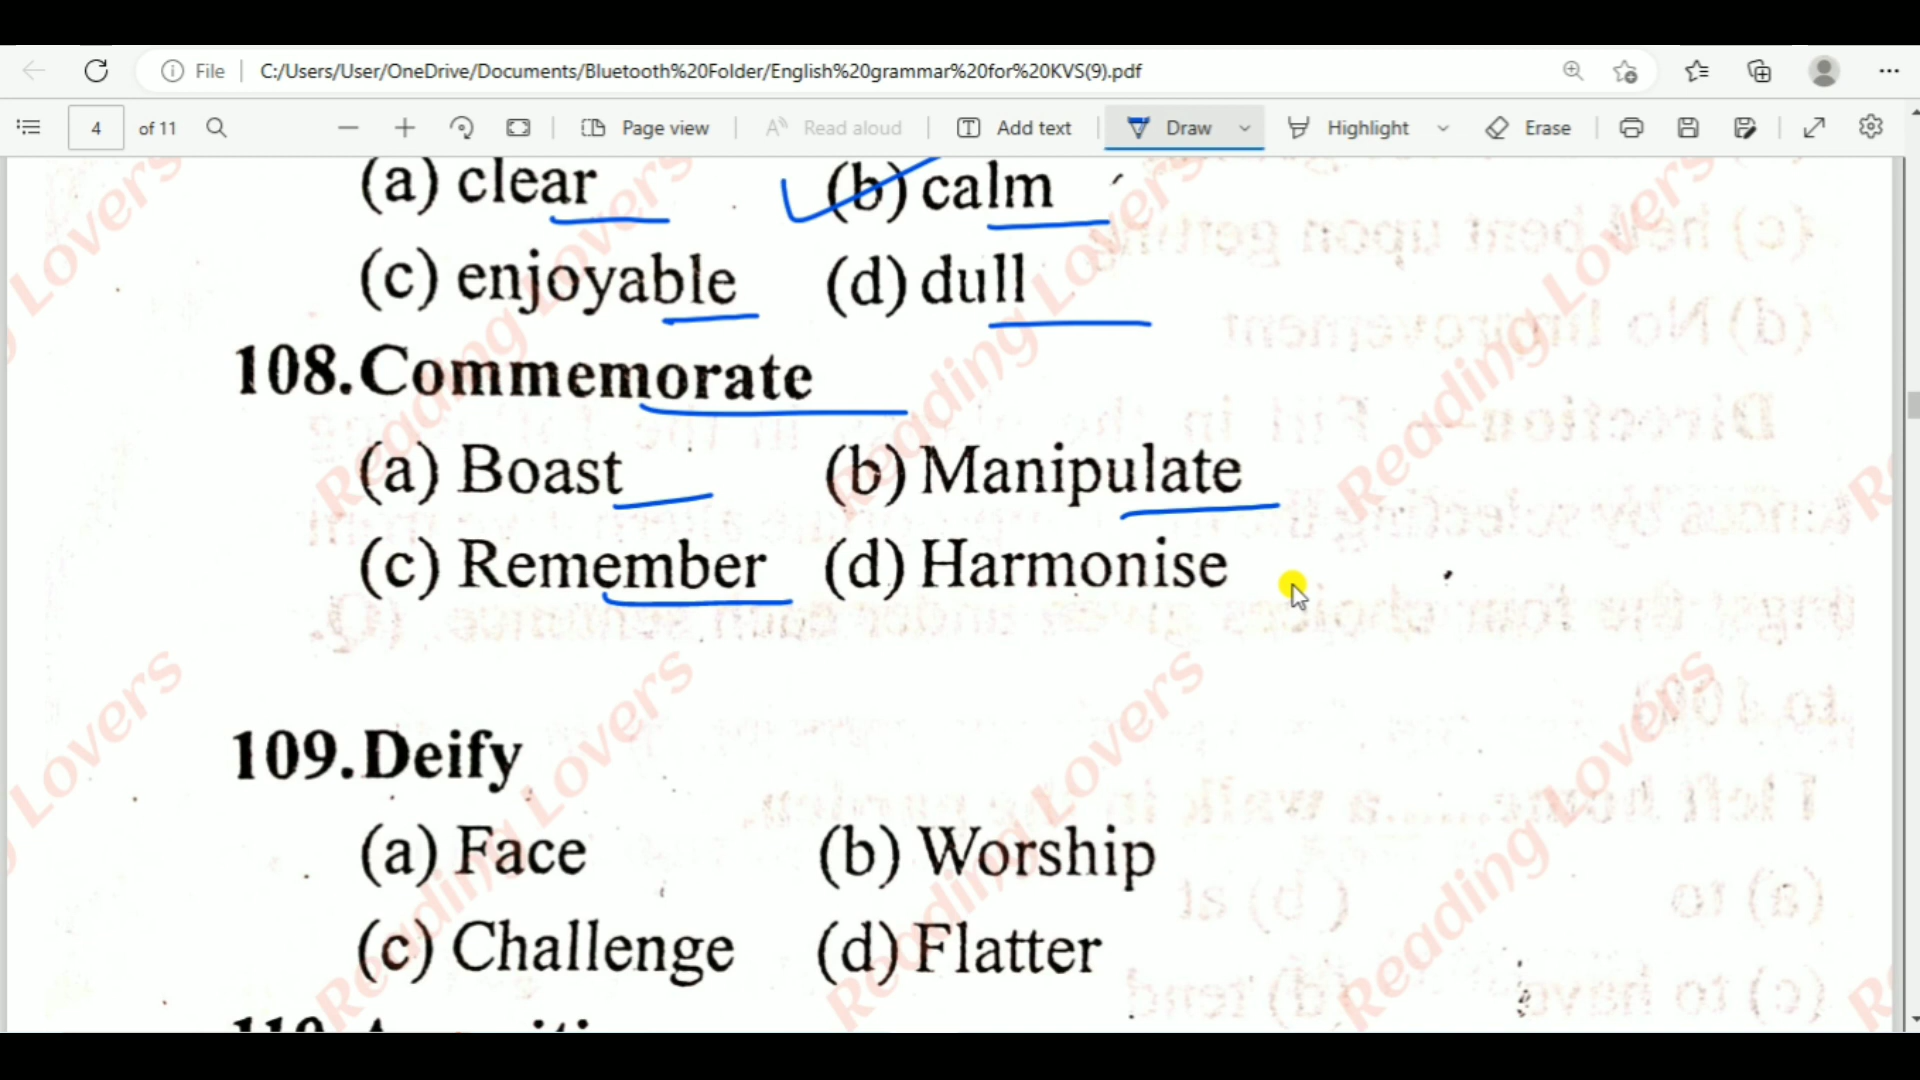 File C:/Users/User/OneDrive/Documents/Bluetooth%20Folder/English%20grammar%20for%20KVS(9).pdf
4 of 11 Page view Read aloud Add text Draw Highlight Erase
(a) clear (b) calm
(c) enjoyable (d) dull
108. Commemorate
(a) Boast (b) Manipulate
(c) Remember (d) Harmonise
109. Deify
(a) Face (b) Worship
(c) Challenge (d) Flatter
Reading Lovers